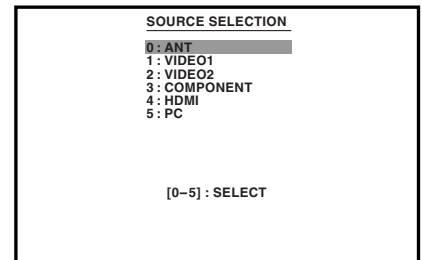 SOURCE SELECTION
0 : ANT
1 : VIDEO1
2 : VIDEO2
3 : COMPONENT
4 : HDMI
5 : PC
[0–5] : SELECT